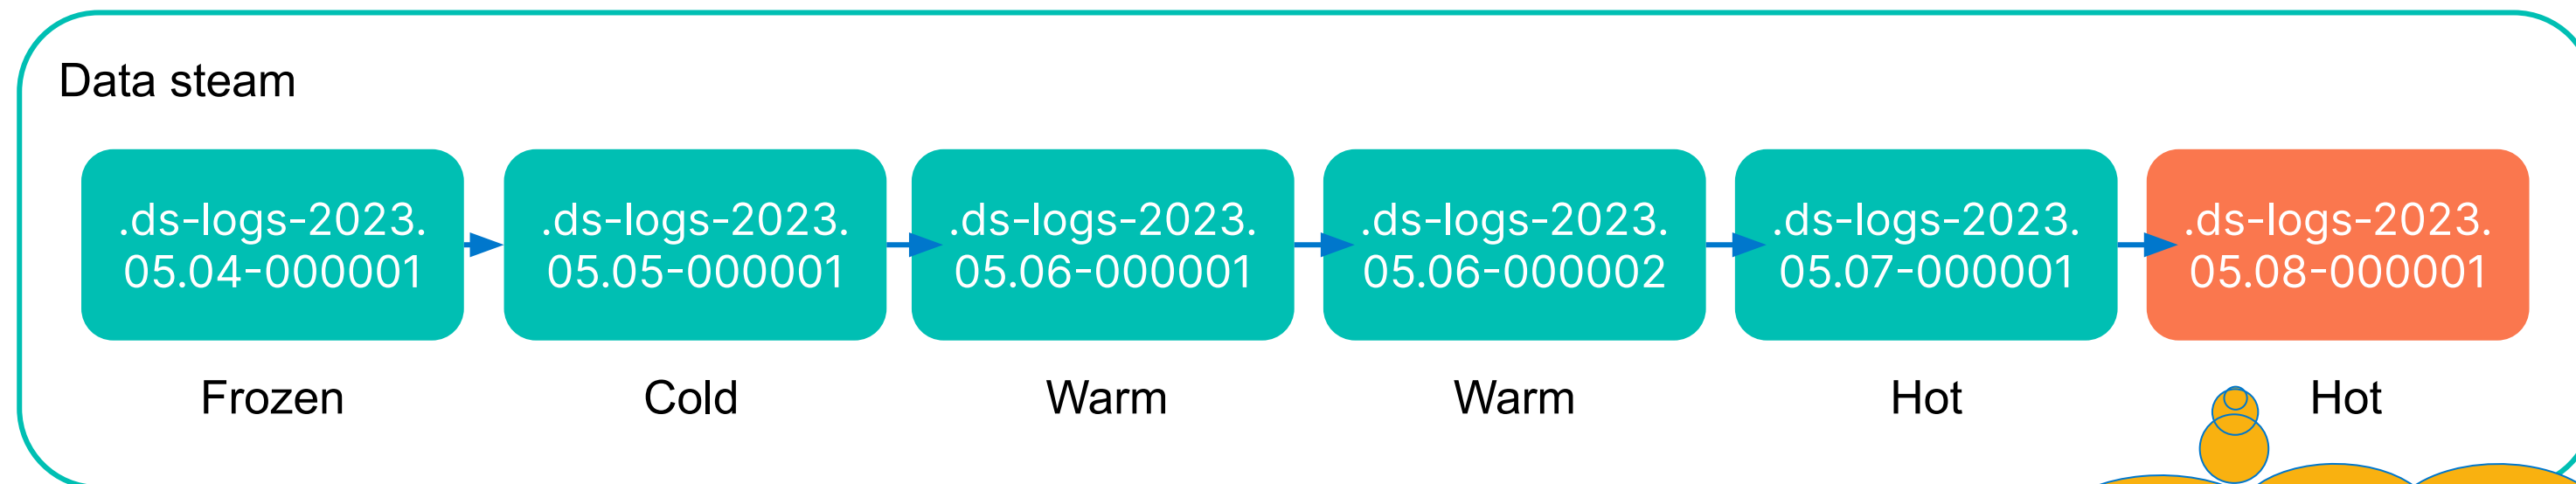 Data steam
.ds-logs-2023.
05.04-000001
.ds-logs-2023.
05.05-000001
.ds-logs-2023.
05.06-000001
.ds-logs-2023.
05.06-000002
.ds-logs-2023.
05.07-000001
.ds-logs-2023.
05.08-000001
Frozen
Cold
Warm
Warm
Hot
Hot